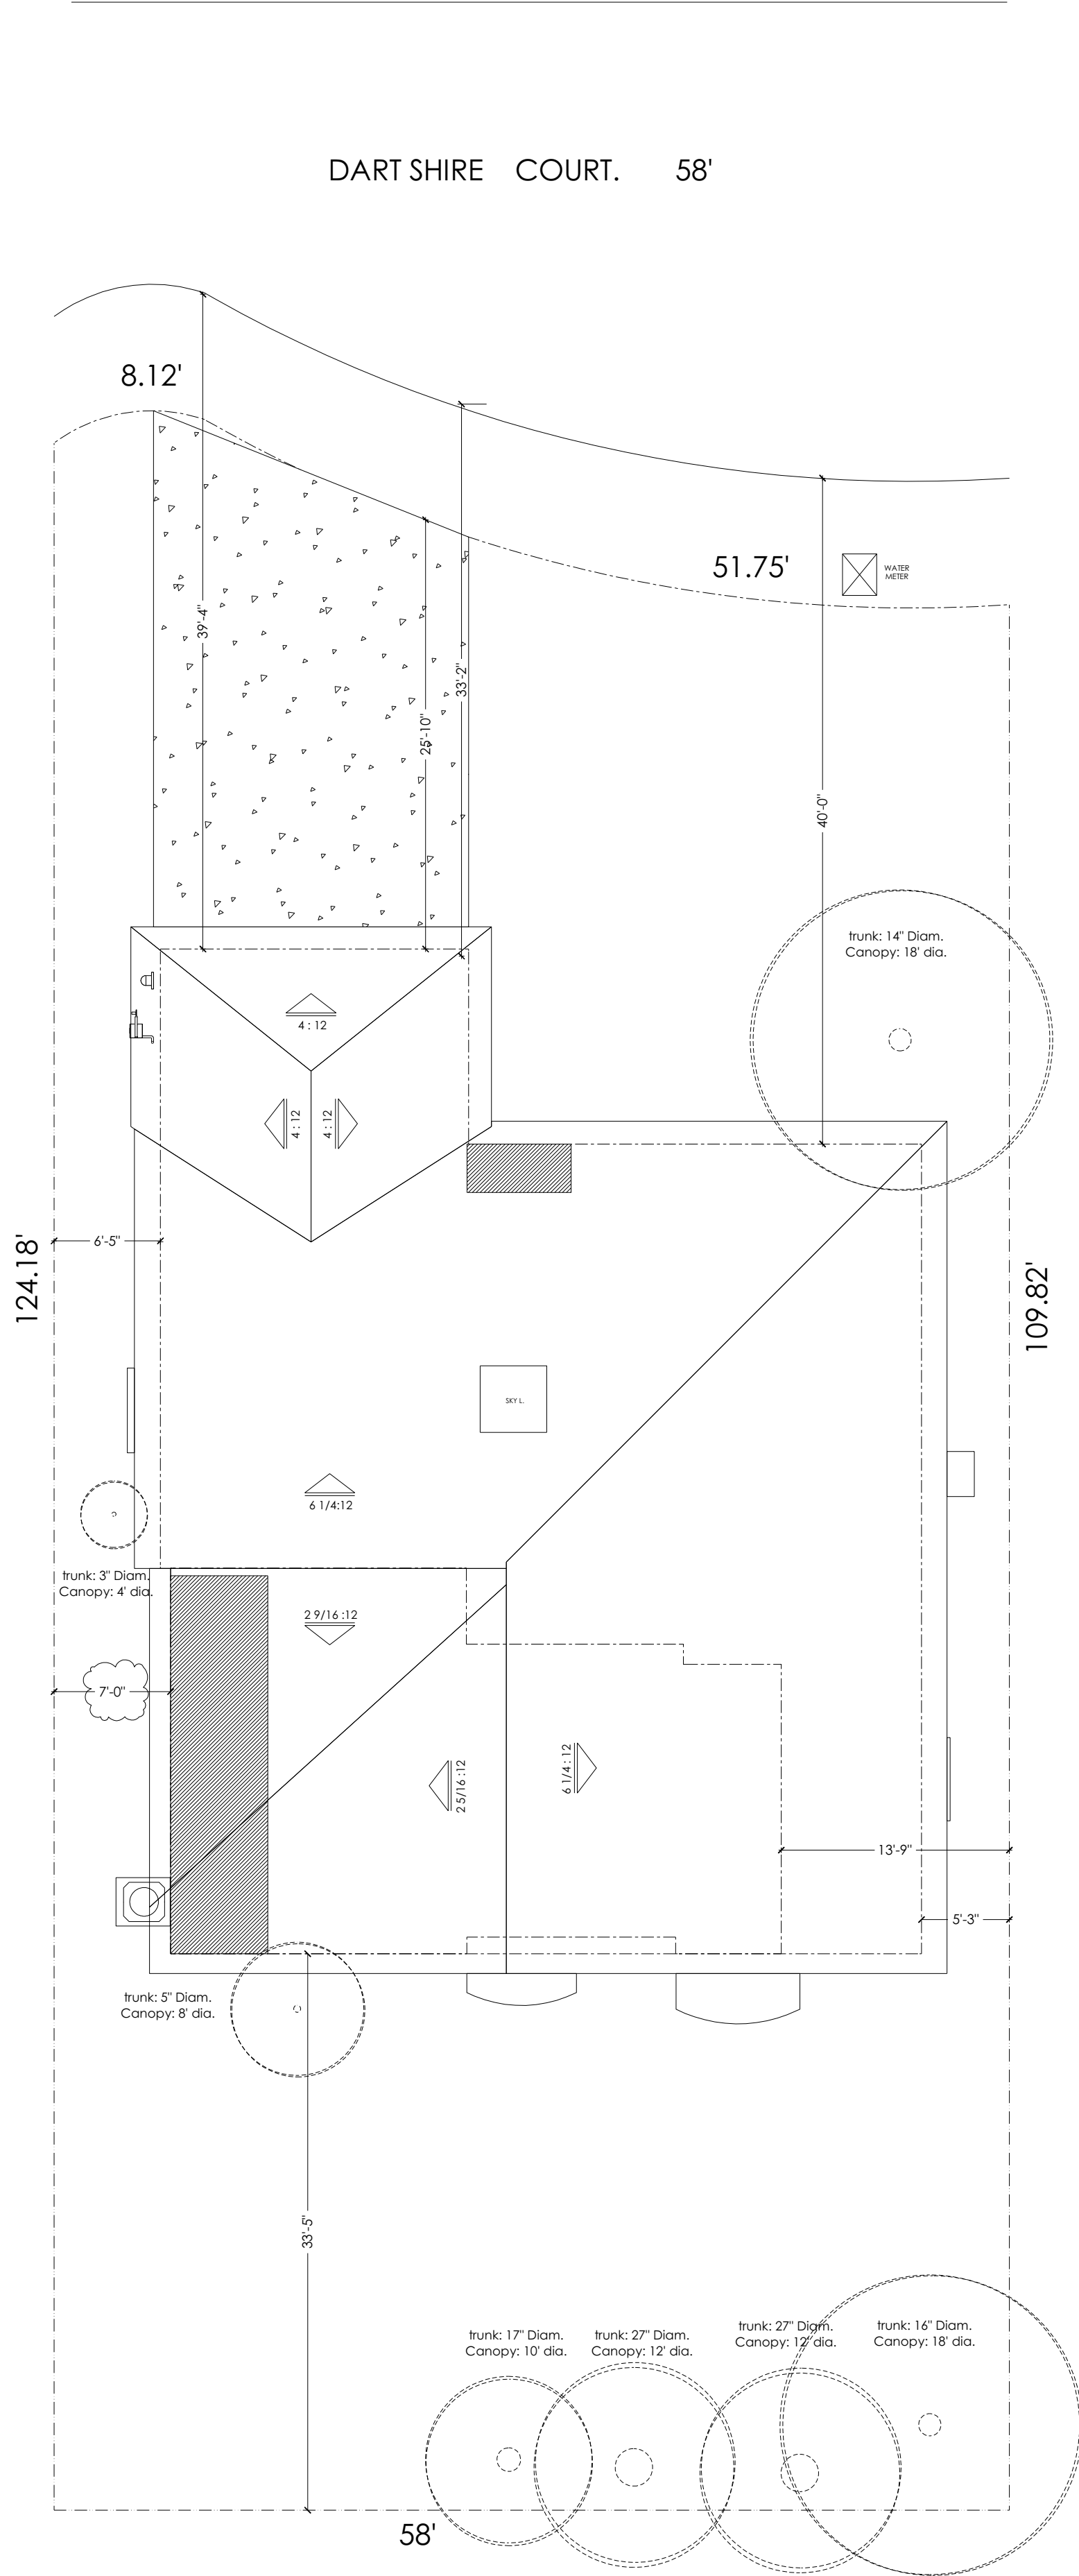 DART SHIRE COURT. 58'
8.12'
51.75'
WATER
METER
39'-4"
33'-2"
25'-10"
40'-0"
trunk: 14" Diam.
Canopy: 18' dia.
4 : 12
4 : 12
4 : 12
6'-5"
124.18'
109.82'
SKY L.
6 1/4:12
trunk: 3" Diam.
Canopy: 4' dia.
2 9/16 :12
7'-0"
2 5/16 :12
6 1/4 : 12
13'-9"
5'-3"
trunk: 5" Diam.
Canopy: 8' dia.
33'-5"
trunk: 17" Diam.
Canopy: 10' dia.
trunk: 27" Diam.
Canopy: 12' dia.
trunk: 27" Diam.
Canopy: 12' dia.
trunk: 16" Diam.
Canopy: 18' dia.
58'